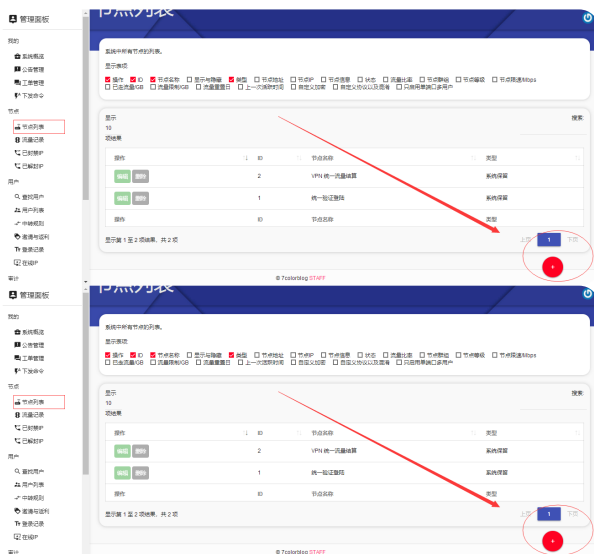 节点列表
管理面板
我的
系统概览
公告管理
工单管理
下发命令
节点
节点列表
流量记录
已封禁IP
已解封IP
用户
查找用户
用户列表
中转规则
邀请与返利
登录记录
在线IP
审计
系统中所有节点的列表。
显示表项
操作 ID 节点名称 显示与隐藏 类型 节点地址 节点IP 节点信息 状态 流量比率 节点群组 节点等级 节点限速/Mbps
已走流量/GB 流量限制/GB 流量重置日 上一次活跃时间 自定义加密 自定义协议以及混淆 只启用单端口多用户
显示
10
项结果
搜索:
操作 ID 节点名称 类型
编辑 删除 2 VPN 统一流量结算 系统保留
编辑 删除 1 统一验证登陆 系统保留
操作 ID 节点名称 类型
显示第 1 至 2 项结果，共 2 项
上页 1 下页
+
© 7colorblog STAFF
节点列表
管理面板
我的
系统概览
公告管理
工单管理
下发命令
节点
节点列表
流量记录
已封禁IP
已解封IP
用户
查找用户
用户列表
中转规则
邀请与返利
登录记录
在线IP
审计
系统中所有节点的列表。
显示表项
操作 ID 节点名称 显示与隐藏 类型 节点地址 节点IP 节点信息 状态 流量比率 节点群组 节点等级 节点限速/Mbps
已走流量/GB 流量限制/GB 流量重置日 上一次活跃时间 自定义加密 自定义协议以及混淆 只启用单端口多用户
显示
10
项结果
搜索:
操作 ID 节点名称 类型
编辑 删除 2 VPN 统一流量结算 系统保留
编辑 删除 1 统一验证登陆 系统保留
操作 ID 节点名称 类型
显示第 1 至 2 项结果，共 2 项
上页 1 下页
+
© 7colorblog STAFF